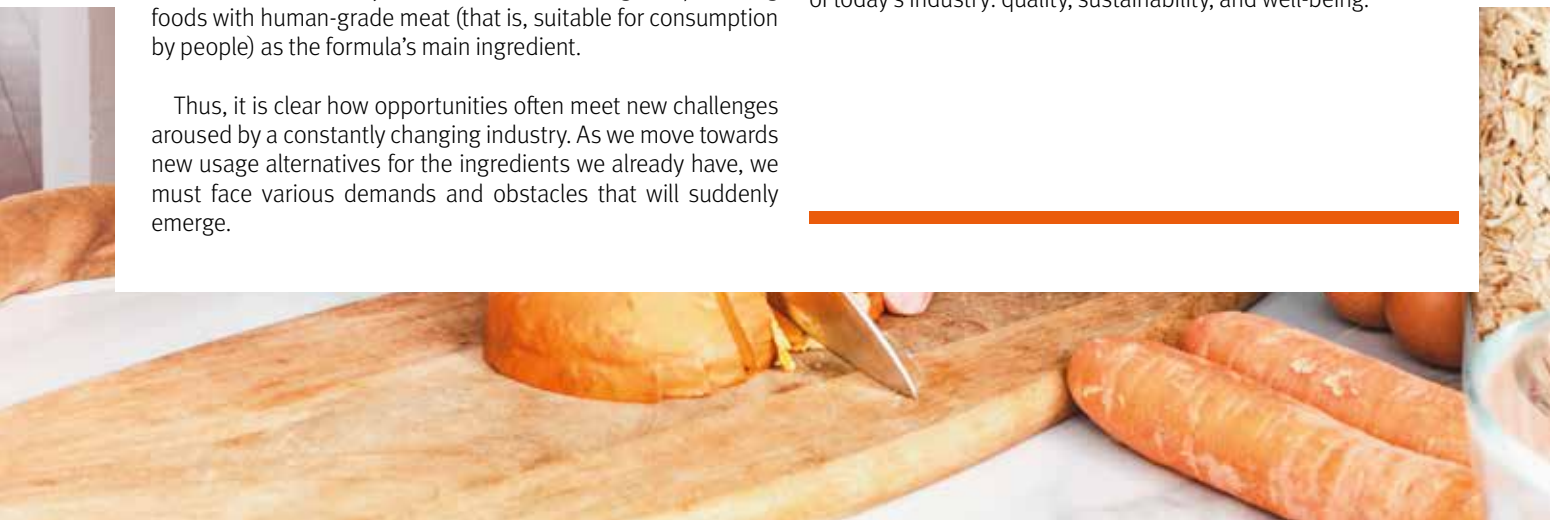 foods with human-grade meat (that is, suitable for consumption
by people) as the formula's main ingredient.
Thus, it is clear how opportunities often meet new challenges
aroused by a constantly changing industry. As we move towards
new usage alternatives for the ingredients we already have, we
must face various demands and obstacles that will suddenly
emerge.
of today's industry: quality, sustainability, and well-being.